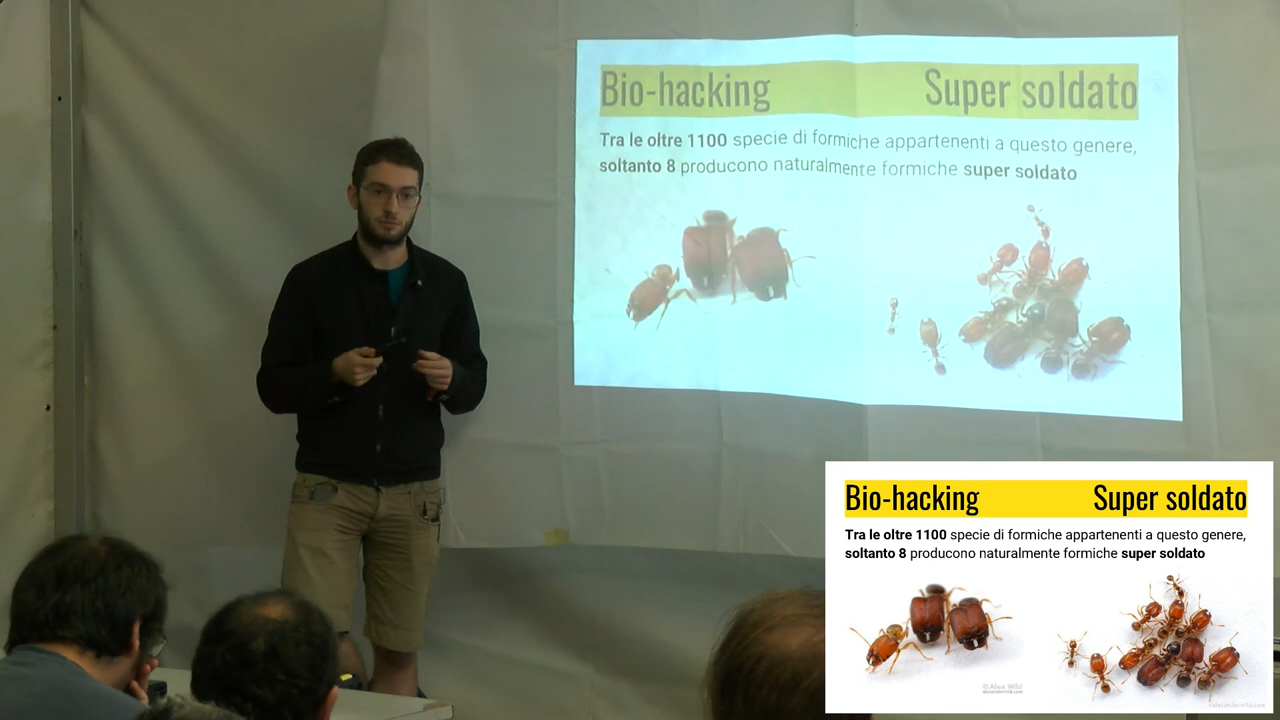 Bio-hacking Super soldato
Tra le oltre 1100 specie di formiche appartenenti a questo genere,
soltanto 8 producono naturalmente formiche super soldato
Bio-hacking Super soldato
Tra le oltre 1100 specie di formiche appartenenti a questo genere,
soltanto 8 producono naturalmente formiche super soldato
© Alex Wild